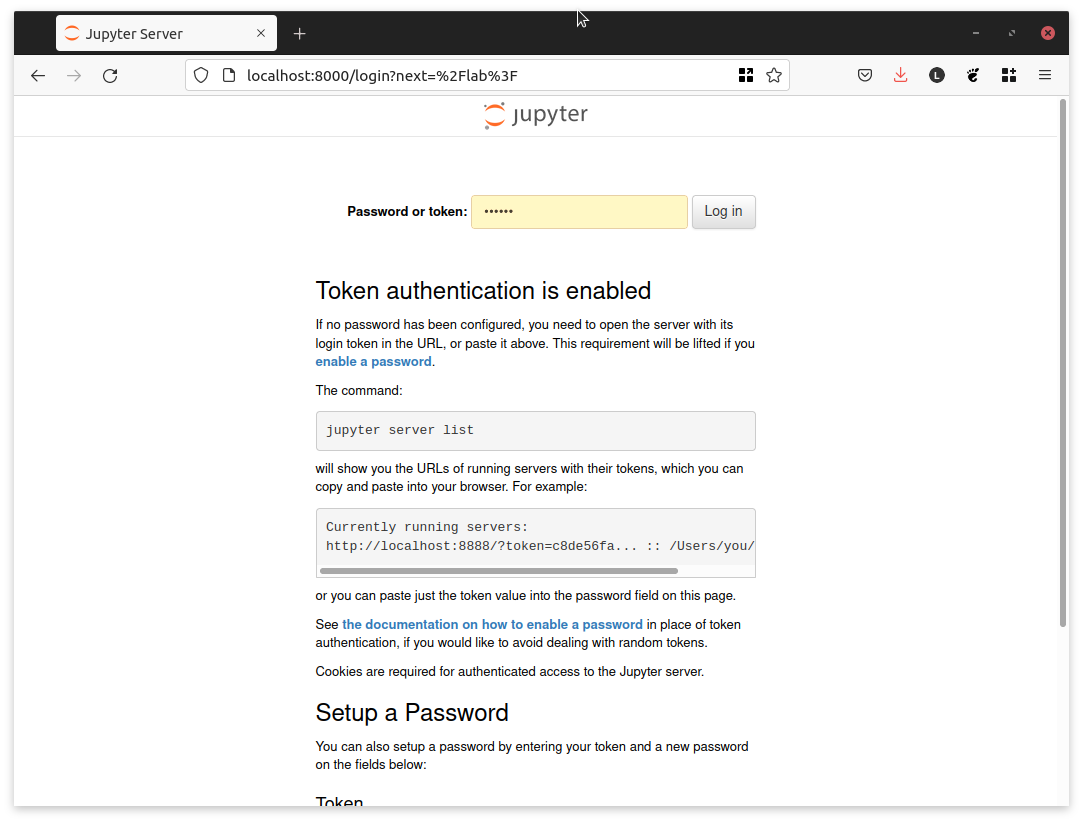 Jupyter Server
localhost:8000/login?next=%2Flab%3F
L
jupyter
Password or token: •••••• Log in
Token authentication is enabled
If no password has been configured, you need to open the server with its
login token in the URL, or paste it above. This requirement will be lifted if you
enable a password.
The command:
jupyter server list
will show you the URLs of running servers with their tokens, which you can
copy and paste into your browser. For example:
Currently running servers:
http://localhost:8888/?token=c8de56fa... :: /Users/you/
or you can paste just the token value into the password field on this page.
See the documentation on how to enable a password in place of token
authentication, if you would like to avoid dealing with random tokens.
Cookies are required for authenticated access to the Jupyter server.
Setup a Password
You can also setup a password by entering your token and a new password
on the fields below:
Token